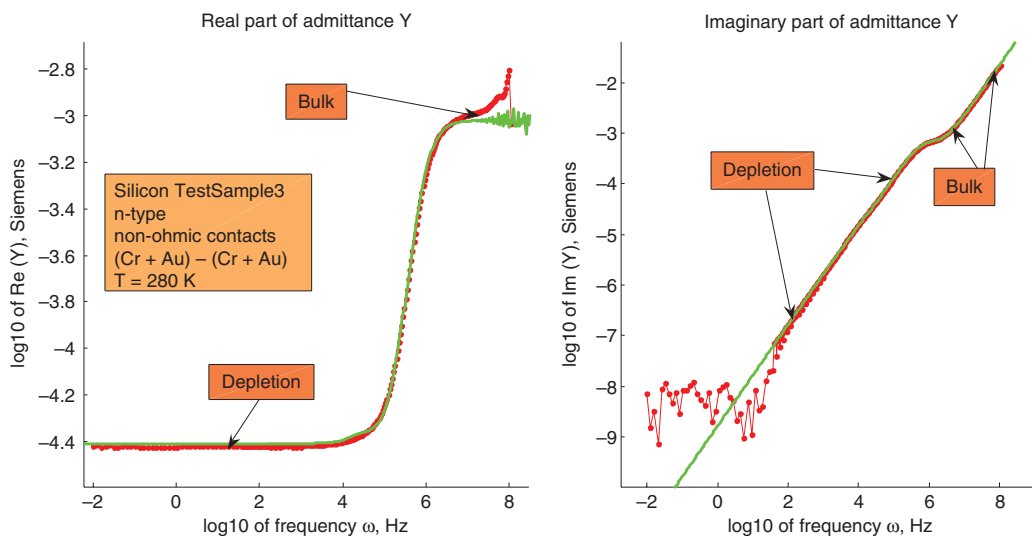 Real part of admittance Y
log10 of Re (Y), Siemens
−2.8
−3
−3.2
−3.4
−3.6
−3.8
−4
−4.2
−4.4
Bulk
Silicon TestSample3
n-type
non-ohmic contacts
(Cr + Au) – (Cr + Au)
T = 280 K
Depletion
−2
0
2
4
6
8
log10 of frequency ω, Hz
Imaginary part of admittance Y
log10 of Im (Y), Siemens
−2
−3
−4
−5
−6
−7
−8
−9
Depletion
Bulk
−2
0
2
4
6
8
log10 of frequency ω, Hz